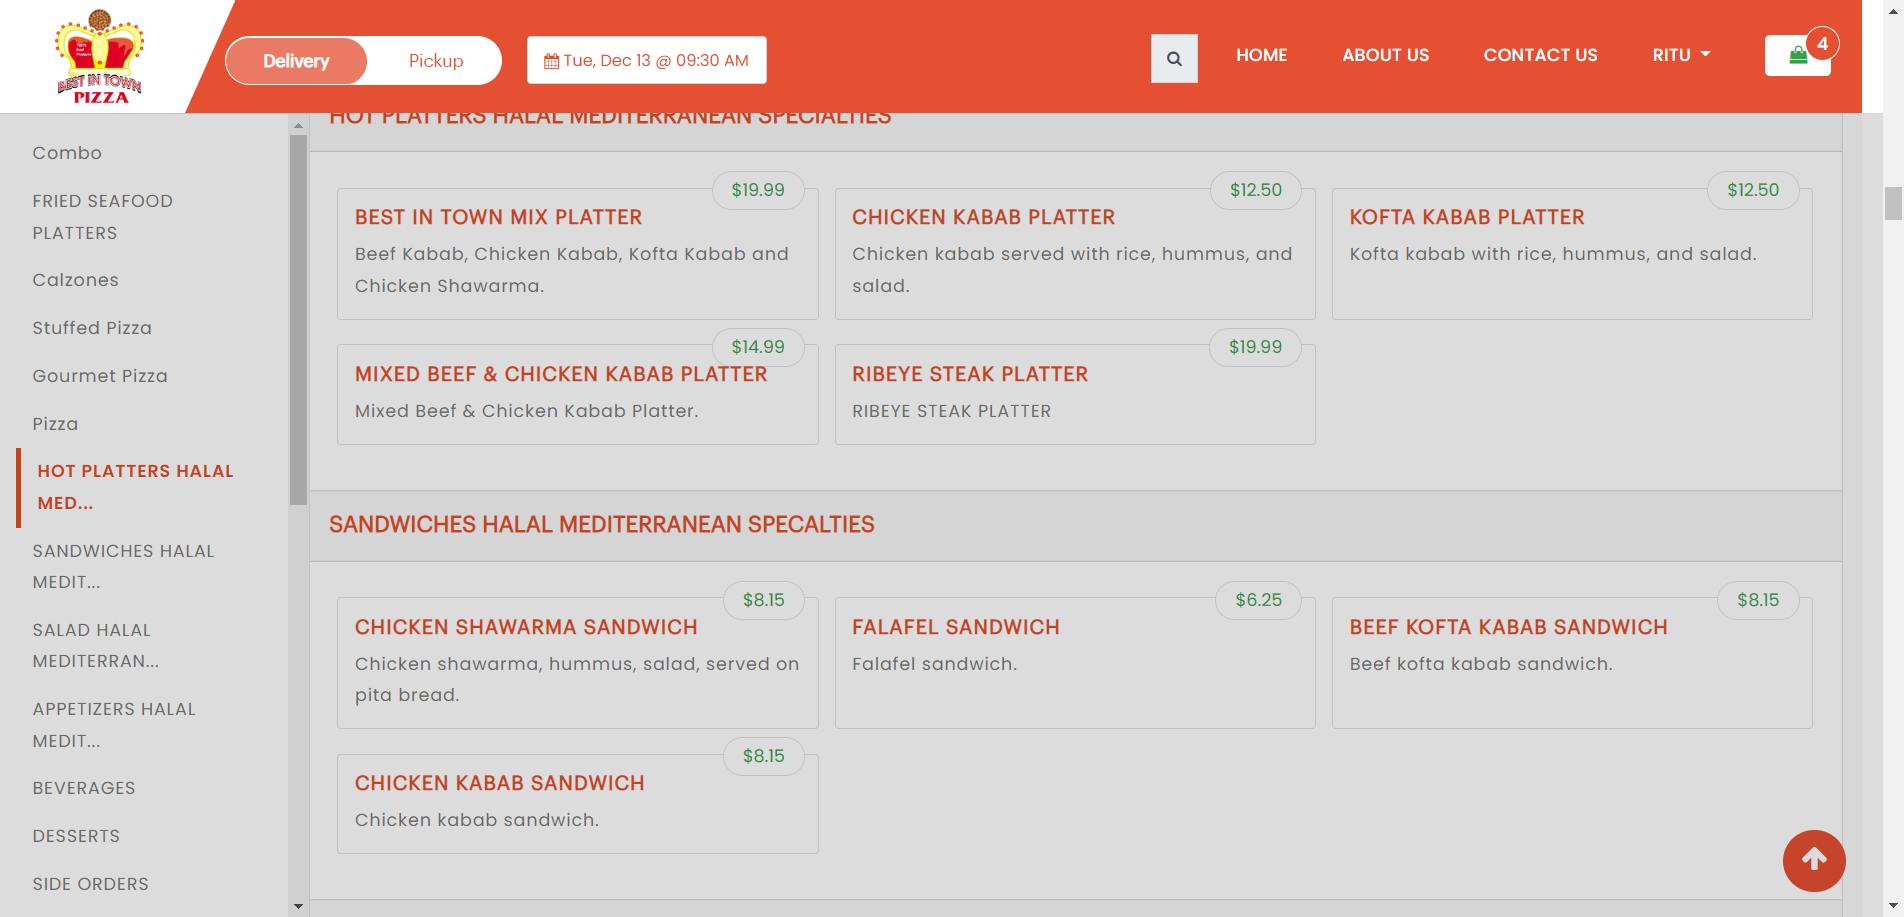 BEST IN TOWN
PIZZA
Delivery
Pickup
Tue, Dec 13 @ 09:30 AM
HOME
ABOUT US
CONTACT US
RITU
4
Combo
FRIED SEAFOOD
PLATTERS
Calzones
Stuffed Pizza
Gourmet Pizza
Pizza
HOT PLATTERS HALAL
MED...
SANDWICHES HALAL
MEDIT...
SALAD HALAL
MEDITERRAN...
APPETIZERS HALAL
MEDIT...
BEVERAGES
DESSERTS
SIDE ORDERS
HOT PLATTERS HALAL MEDITERRANEAN SPECIALTIES
$19.99
BEST IN TOWN MIX PLATTER
Beef Kabab, Chicken Kabab, Kofta Kabab and
Chicken Shawarma.
$12.50
CHICKEN KABAB PLATTER
Chicken kabab served with rice, hummus, and
salad.
$12.50
KOFTA KABAB PLATTER
Kofta kabab with rice, hummus, and salad.
$14.99
MIXED BEEF & CHICKEN KABAB PLATTER
Mixed Beef & Chicken Kabab Platter.
$19.99
RIBEYE STEAK PLATTER
RIBEYE STEAK PLATTER
SANDWICHES HALAL MEDITERRANEAN SPECALTIES
$8.15
CHICKEN SHAWARMA SANDWICH
Chicken shawarma, hummus, salad, served on
pita bread.
$6.25
FALAFEL SANDWICH
Falafel sandwich.
$8.15
BEEF KOFTA KABAB SANDWICH
Beef kofta kabab sandwich.
$8.15
CHICKEN KABAB SANDWICH
Chicken kabab sandwich.